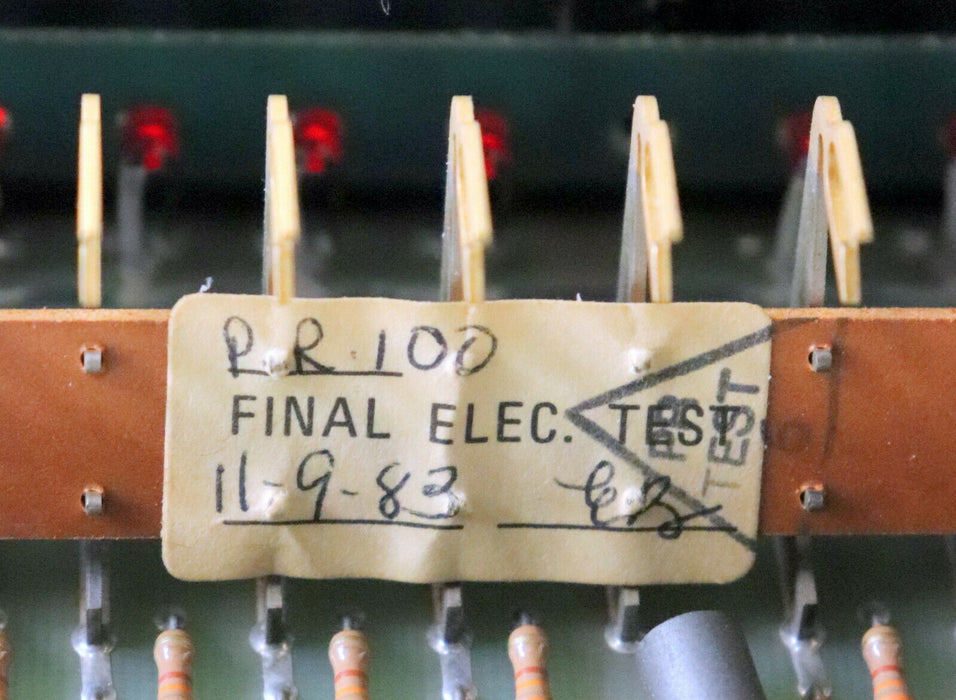 R.R.100
FINAL ELEC. TEST
11-9-83
TEST